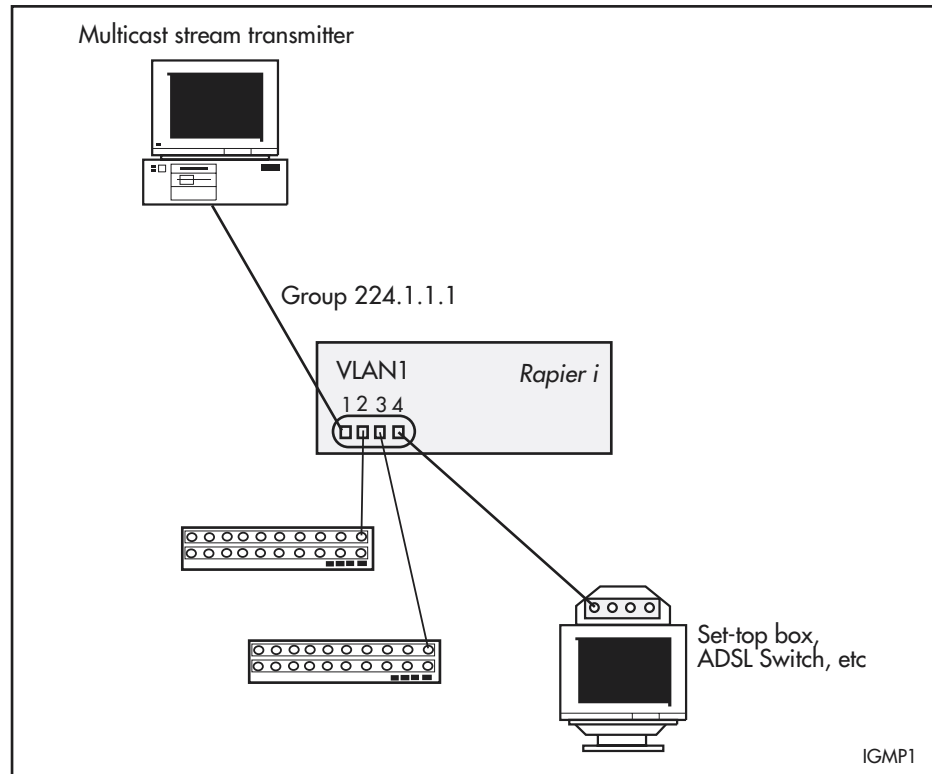 Multicast stream transmitter
Group 224.1.1.1
VLAN1
Rapier i
1 2 3 4
Set-top box,
ADSL Switch, etc
IGMP1